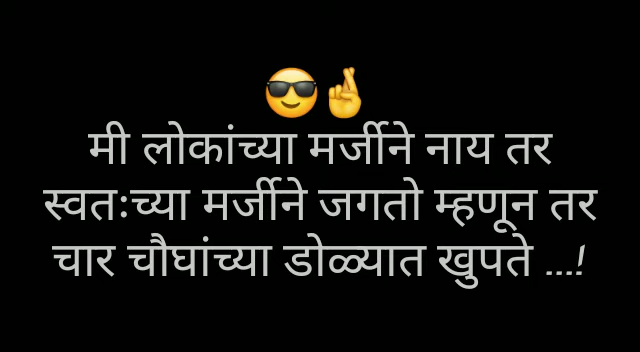 😎🤞
मी लोकांच्या मर्जीने नाय तर
स्वतःच्या मर्जीने जगतो म्हणून तर
चार चौघांच्या डोळ्यात खुपते ...!